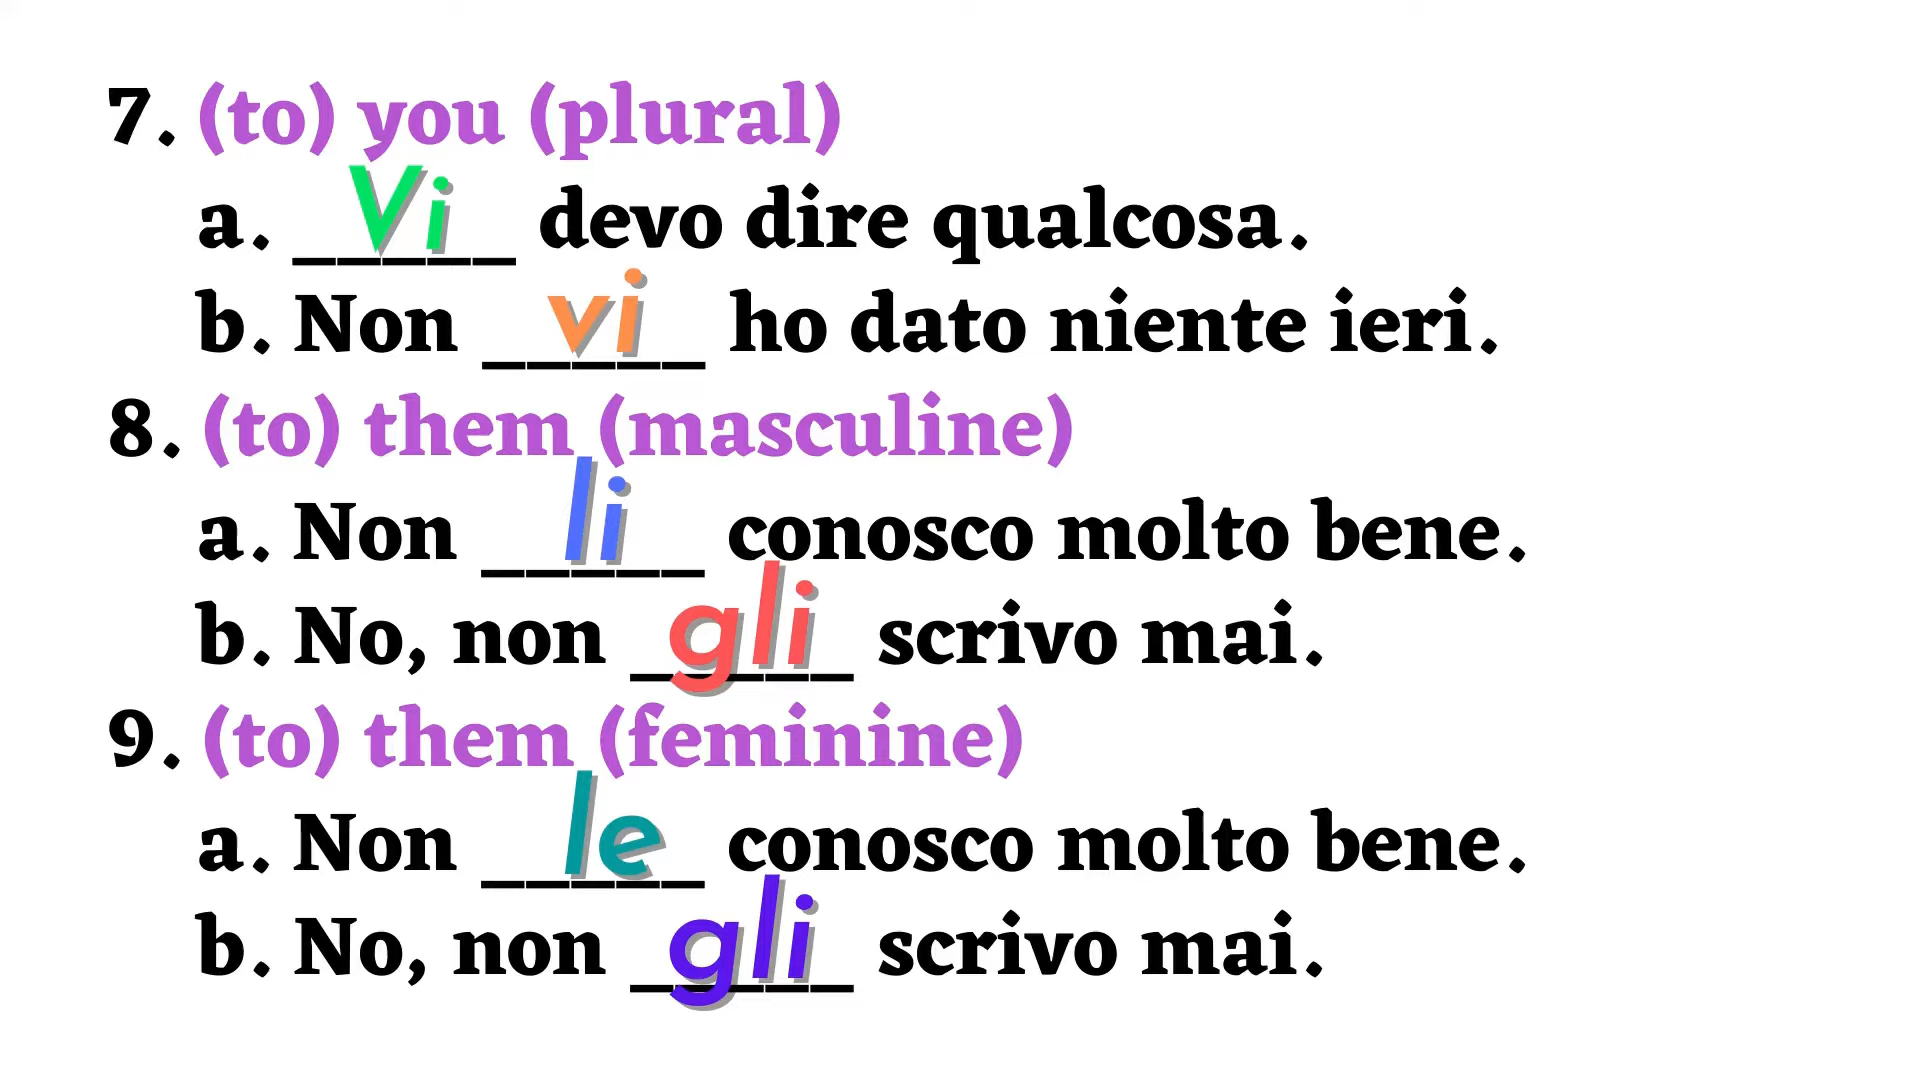 7. (to) you (plural)
a. Vi devo dire qualcosa.
b. Non vi ho dato niente ieri.
8. (to) them (masculine)
a. Non li conosco molto bene.
b. No, non gli scrivo mai.
9. (to) them (feminine)
a. Non le conosco molto bene.
b. No, non gli scrivo mai.